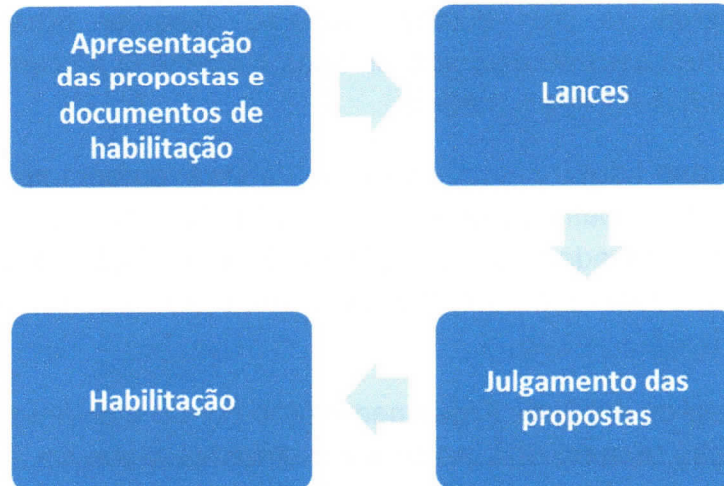 Apresentação
das propostas e
documentos de
habilitação
Lances
Julgamento das
propostas
Habilitação